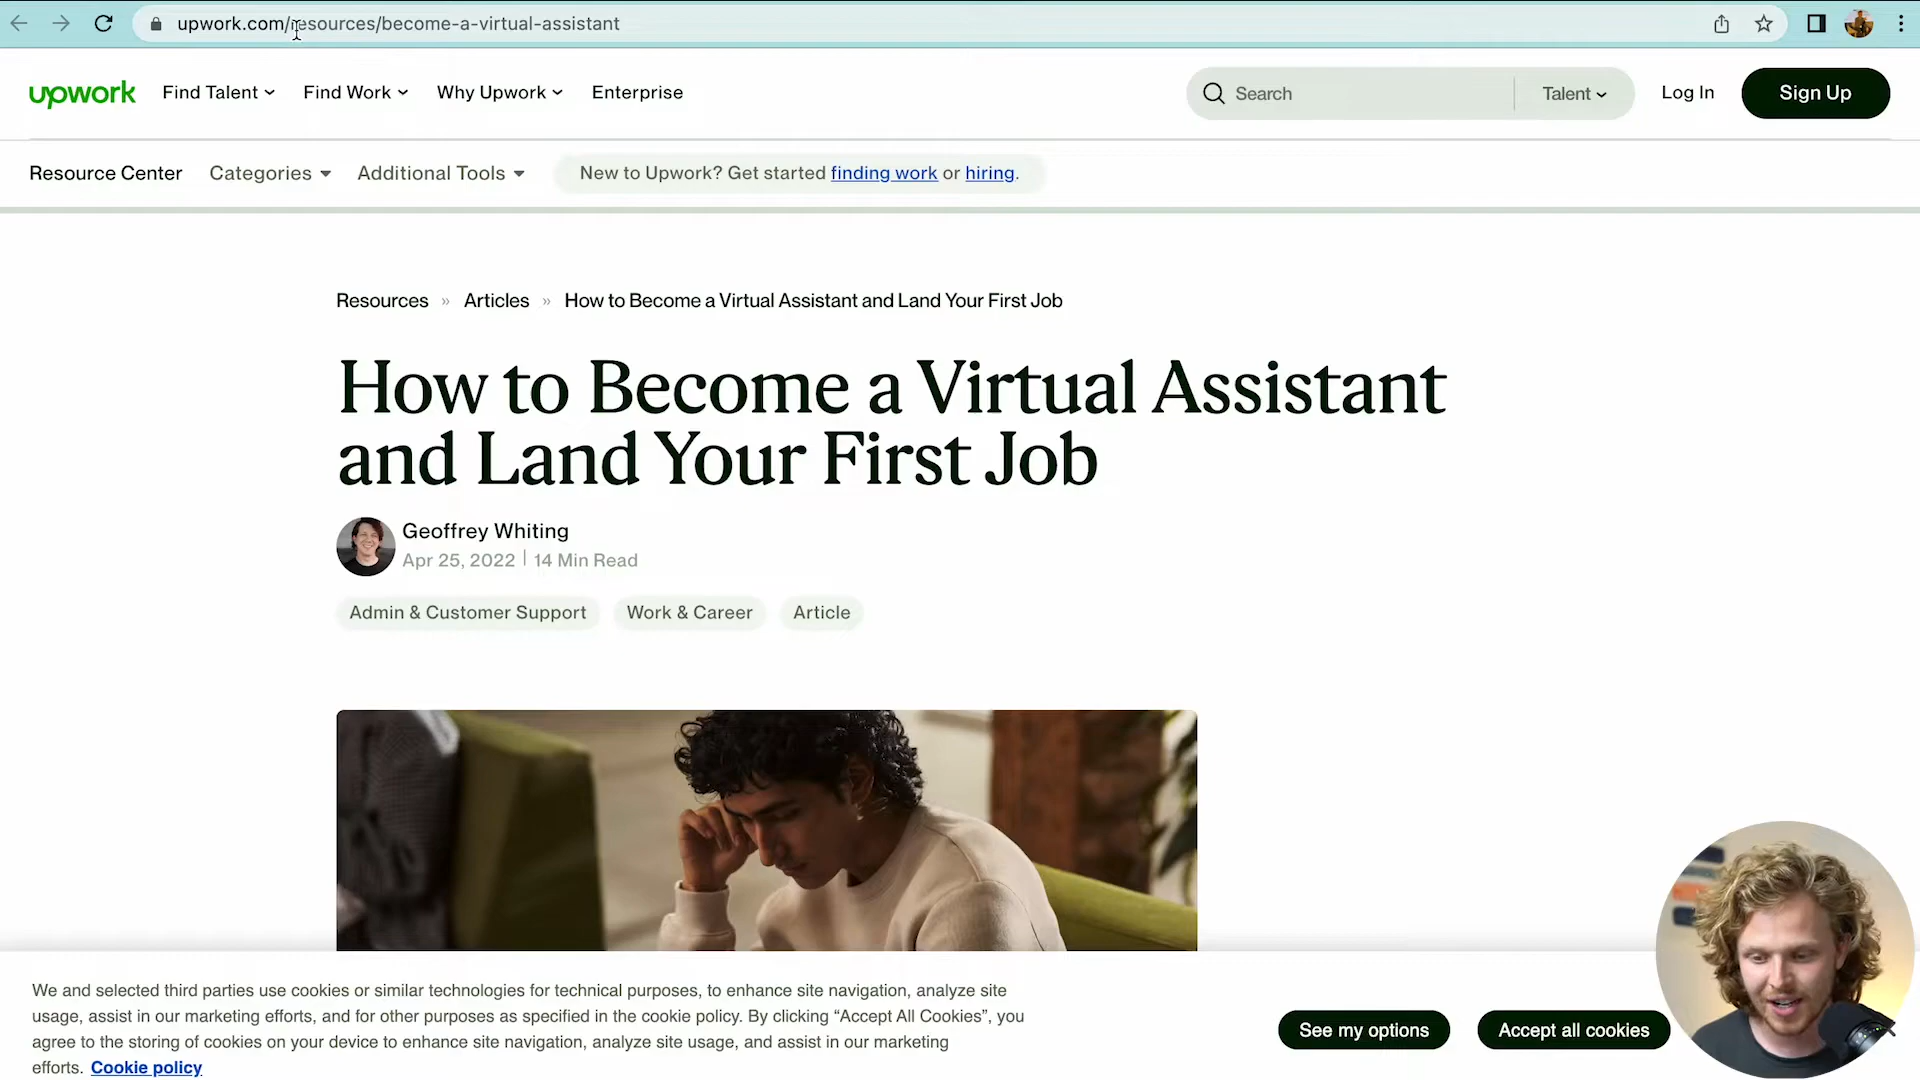 upwork.com/resources/become-a-virtual-assistant
upwork Find Talent Find Work Why Upwork Enterprise Search Talent Log In Sign Up
Resource Center Categories Additional Tools New to Upwork? Get started finding work or hiring.
Resources » Articles » How to Become a Virtual Assistant and Land Your First Job
How to Become a Virtual Assistant
and Land Your First Job
Geoffrey Whiting
Apr 25, 2022 | 14 Min Read
Admin & Customer Support Work & Career Article
We and selected third parties use cookies or similar technologies for technical purposes, to enhance site navigation, analyze site
usage, assist in our marketing efforts, and for other purposes as specified in the cookie policy. By clicking “Accept All Cookies”, you
agree to the storing of cookies on your device to enhance site navigation, analyze site usage, and assist in our marketing
efforts. Cookie policy
See my options Accept all cookies